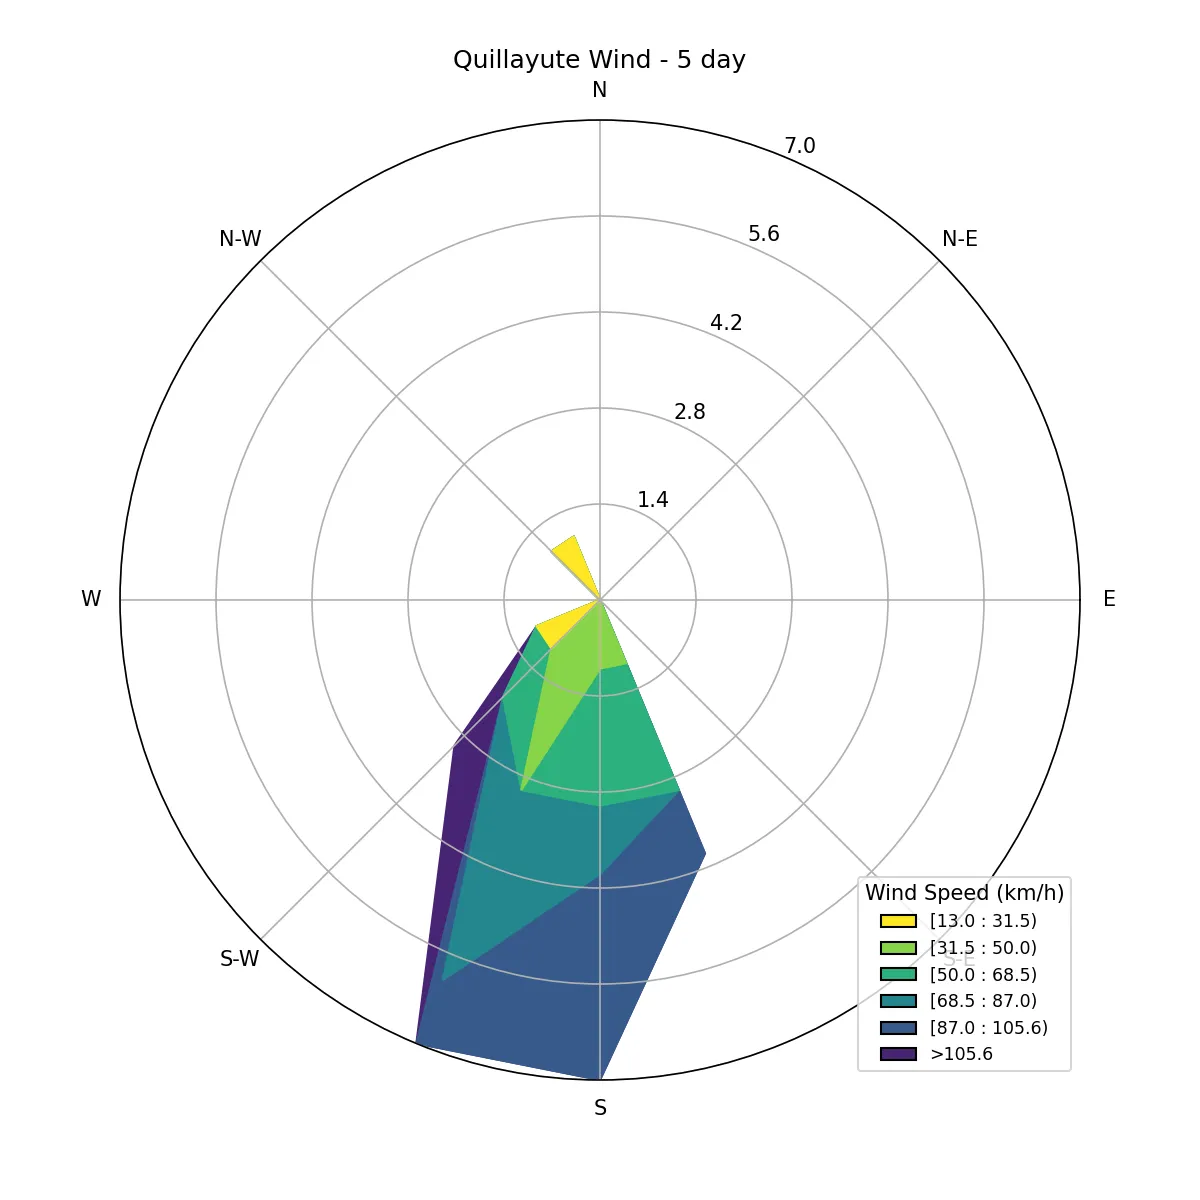 Quillayute Wind - 5 day
N
7.0
N-W
5.6
N-E
4.2
2.8
1.4
W
E
S-W
S-E
S
Wind Speed (km/h)
[13.0 : 31.5)
[31.5 : 50.0)
[50.0 : 68.5)
[68.5 : 87.0)
[87.0 : 105.6)
>105.6